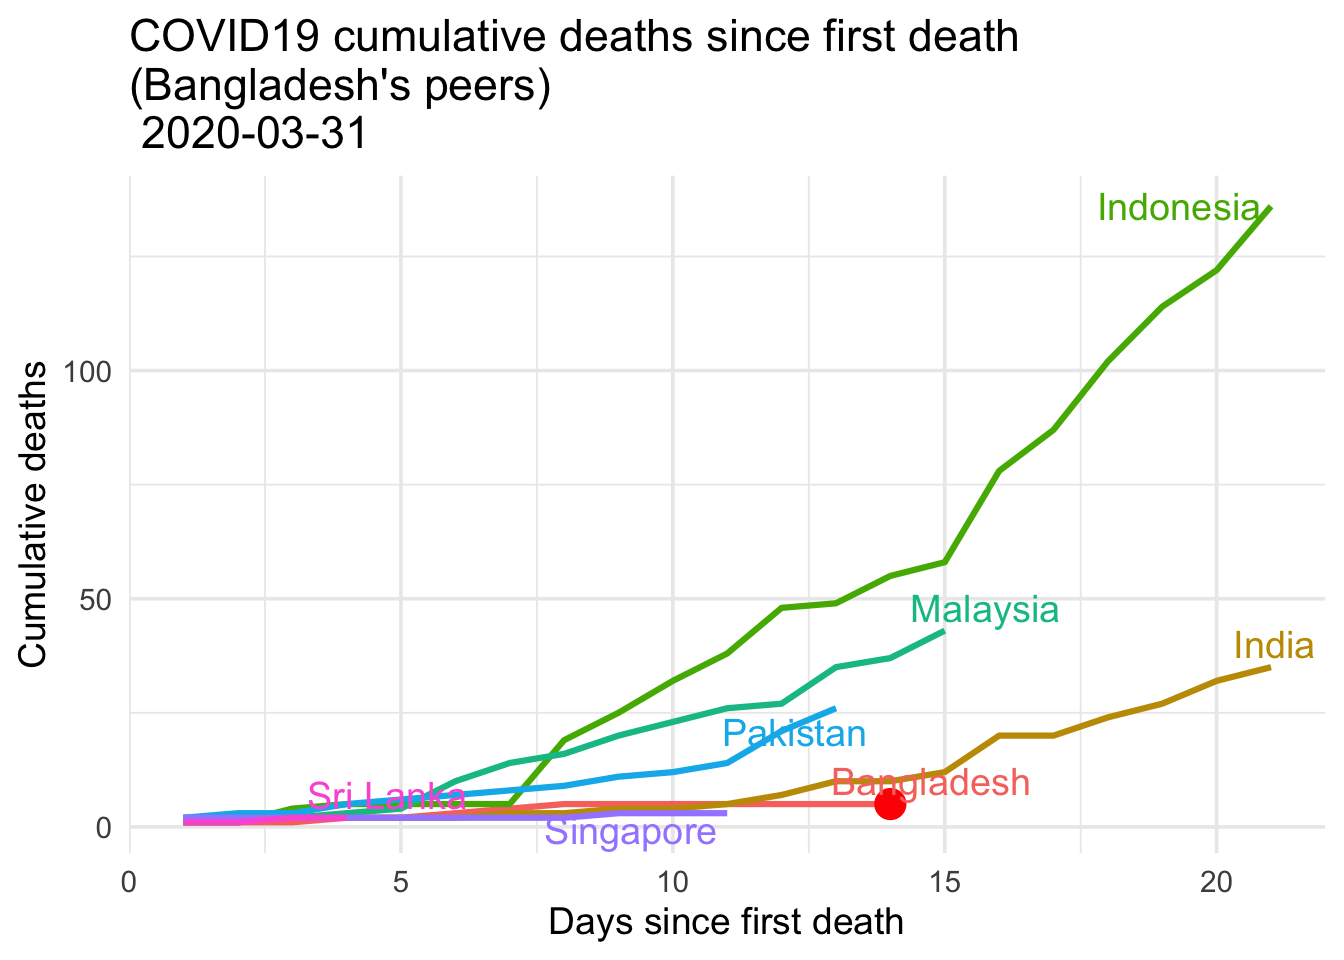 COVID19 cumulative deaths since first death
(Bangladesh's peers)
2020-03-31
Indonesia
100
Cumulative deaths
50
Malaysia
India
Pakistan
Bangladesh
Sri Lanka
0
Singapore
0 5 10 15 20
Days since first death